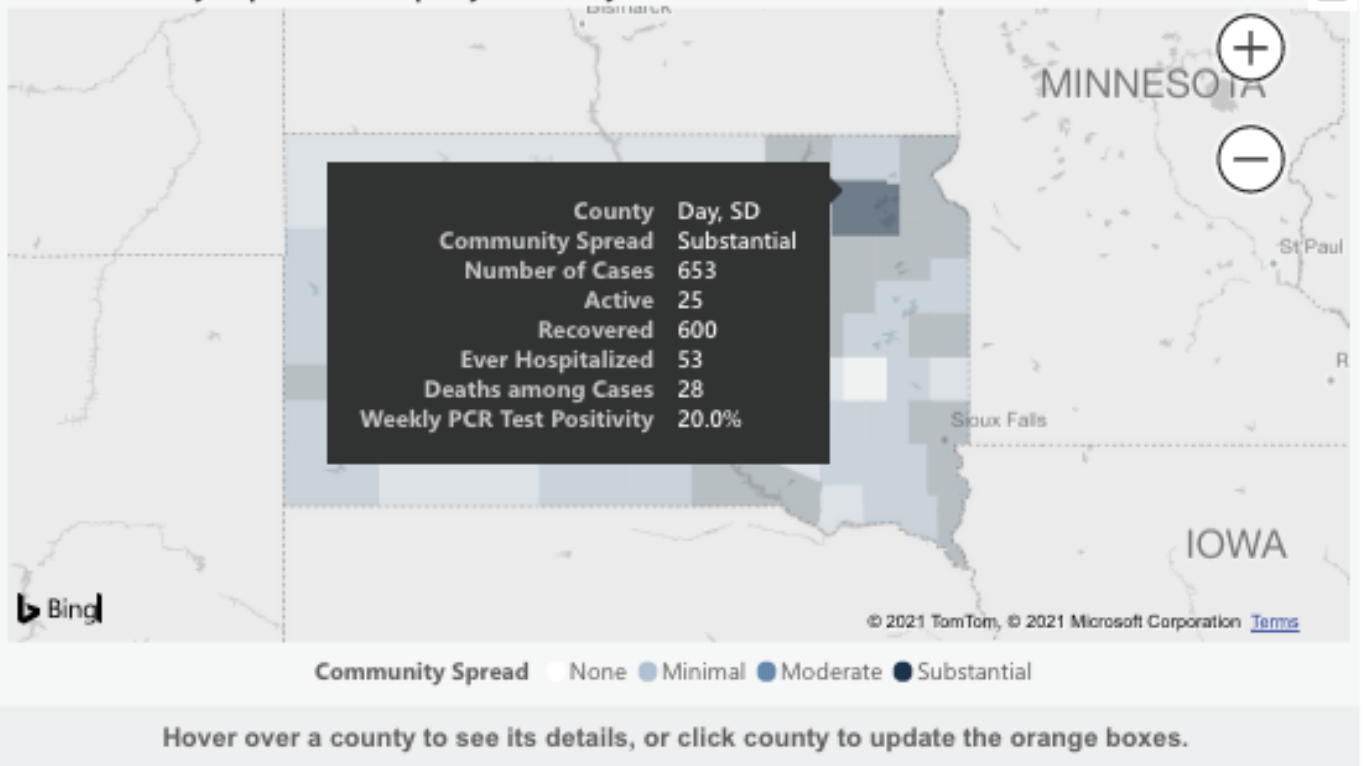 Bismarck
MINNESOTA
County Day, SD
Community Spread Substantial
Number of Cases 653
Active 25
Recovered 600
Ever Hospitalized 53
Deaths among Cases 28
Weekly PCR Test Positivity 20.0%
St Paul
R
Sioux Falls
IOWA
Bing
© 2021 TomTom, © 2021 Microsoft Corporation Terms
Community Spread None Minimal Moderate Substantial
Hover over a county to see its details, or click county to update the orange boxes.